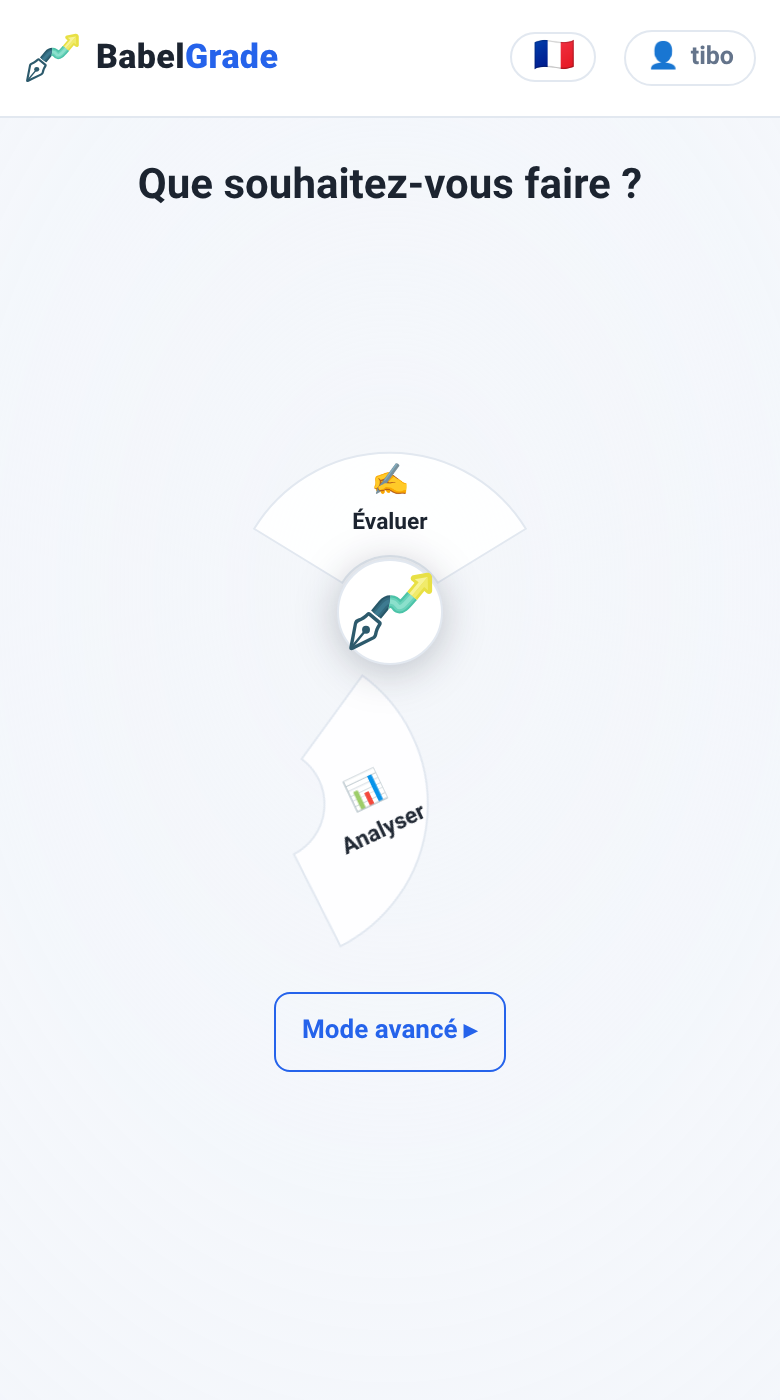 BabelGrade
tibo
Que souhaitez-vous faire ?
Évaluer
Analyser
Mode avancé ▸